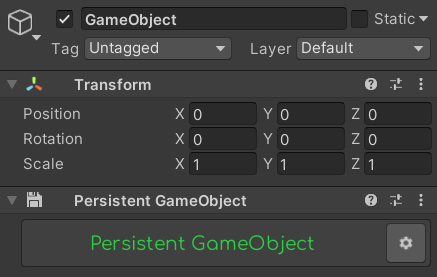 GameObject Static
Tag Untagged Layer Default
Transform
Position X 0 Y 0 Z 0
Rotation X 0 Y 0 Z 0
Scale X 1 Y 1 Z 1
Persistent GameObject
Persistent GameObject